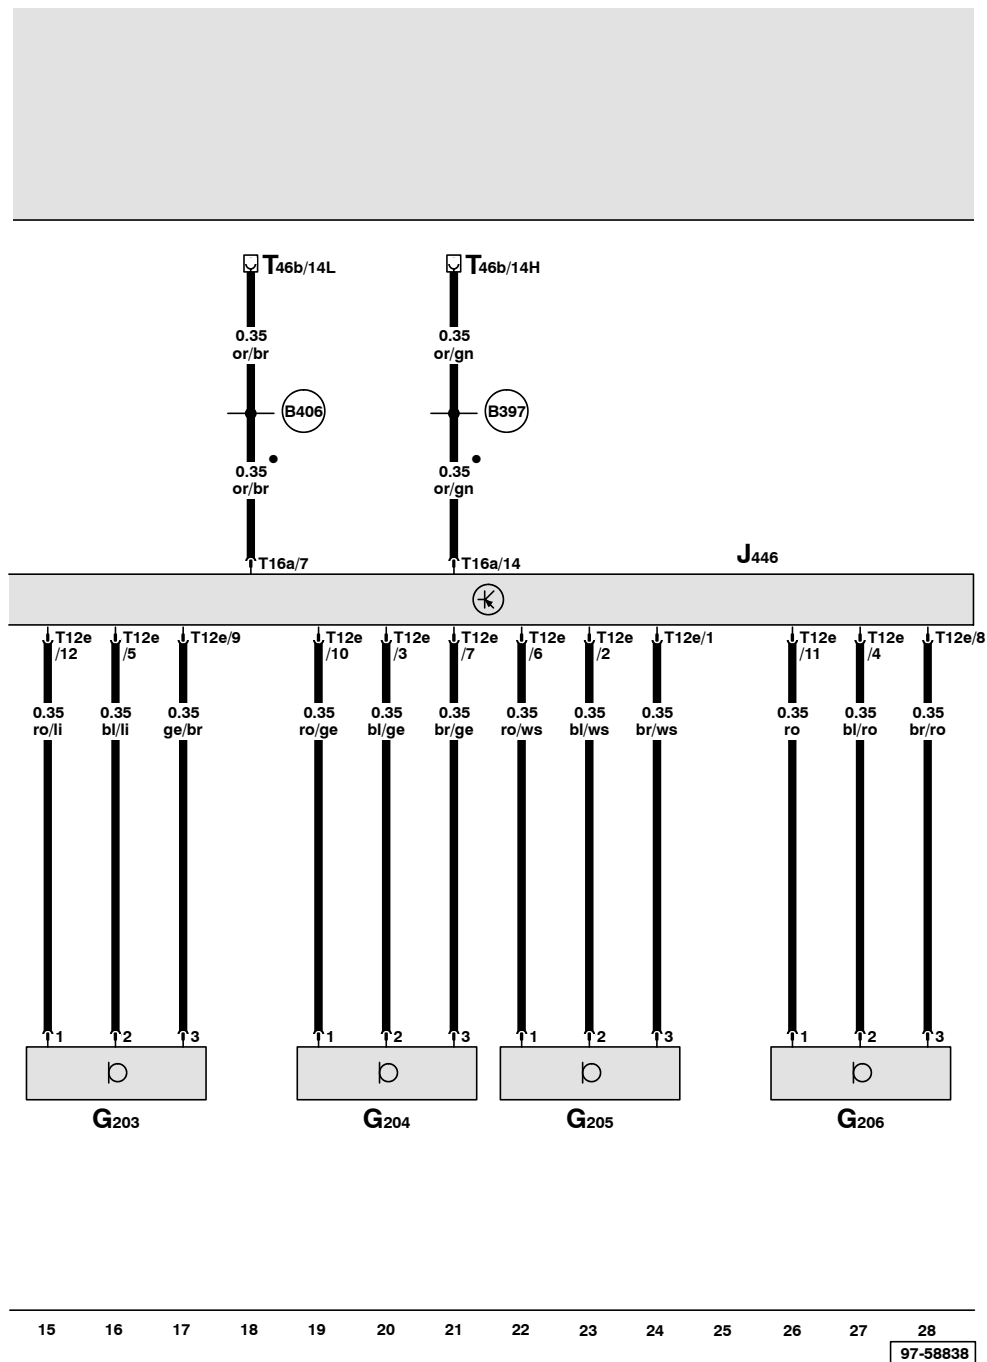 T46b/14L T46b/14H
0.35 0.35
or/br or/gn
B406 B397
0.35 0.35
or/br or/gn
T16a/7 T16a/14 J446
T12e T12e T12e/9 T12e T12e T12e T12e T12e T12e/1 T12e T12e T12e/8
/12 /5 /10 /3 /7 /6 /2 /11 /4
0.35 0.35 0.35 0.35 0.35 0.35 0.35 0.35 0.35 0.35 0.35 0.35
ro/li bl/li ge/br ro/ge bl/ge br/ge ro/ws bl/ws br/ws ro bl/ro br/ro
1 2 3 1 2 3 1 2 3 1 2 3
G203 G204 G205 G206
15 16 17 18 19 20 21 22 23 24 25 26 27 28
97-58838